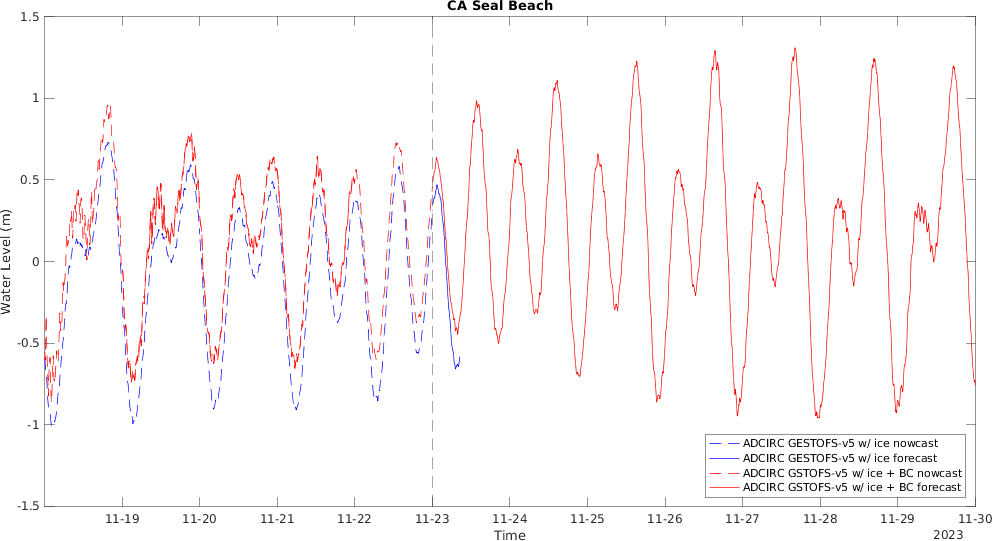 CA Seal Beach
1.5
1
0.5
0
-0.5
-1
-1.5
Water Level (m)
11-19 11-20 11-21 11-22 11-23 11-24 11-25 11-26 11-27 11-28 11-29 11-30
Time
2023
ADCIRC GESTOFS-v5 w/ ice nowcast
ADCIRC GESTOFS-v5 w/ ice forecast
ADCIRC GSTOFS-v5 w/ ice + BC nowcast
ADCIRC GSTOFS-v5 w/ ice + BC forecast